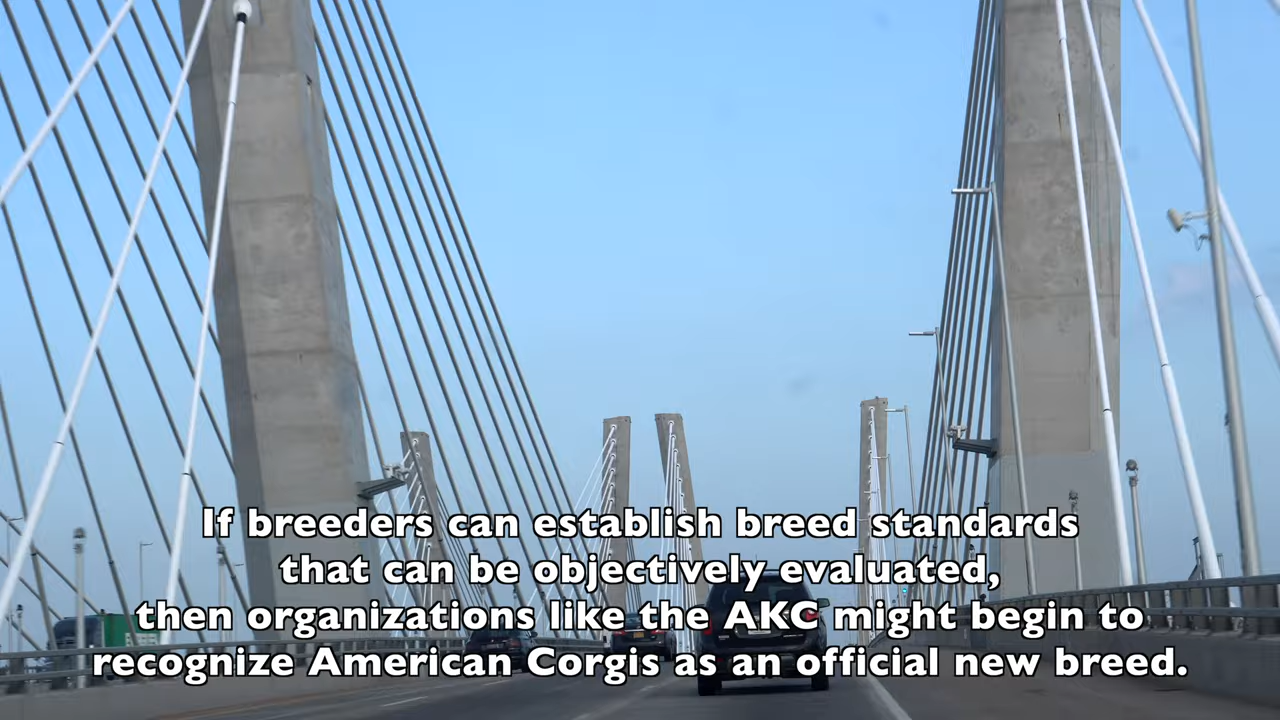 If breeders can establish breed standards
that can be objectively evaluated,
then organizations like the AKC might begin to
recognize American Corgis as an official new breed.